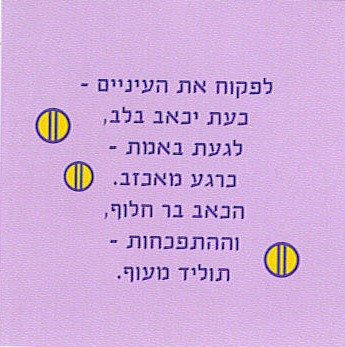 לפקוח את העיניים -
כעת יכאב בלב,
לגעת באמת -
כרגע מאכזב.
הכאב בר חלוף,
וההתפכחות -
תוליד מעוף.